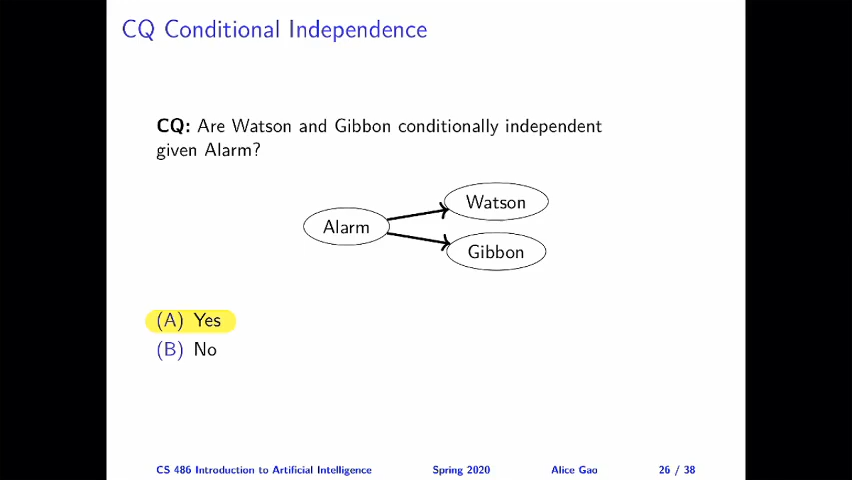 CQ Conditional Independence
CQ: Are Watson and Gibbon conditionally independent
given Alarm?
Watson
Alarm
Gibbon
(A) Yes
(B) No
CS 486 Introduction to Artificial Intelligence Spring 2020 Alice Gao 26 / 38